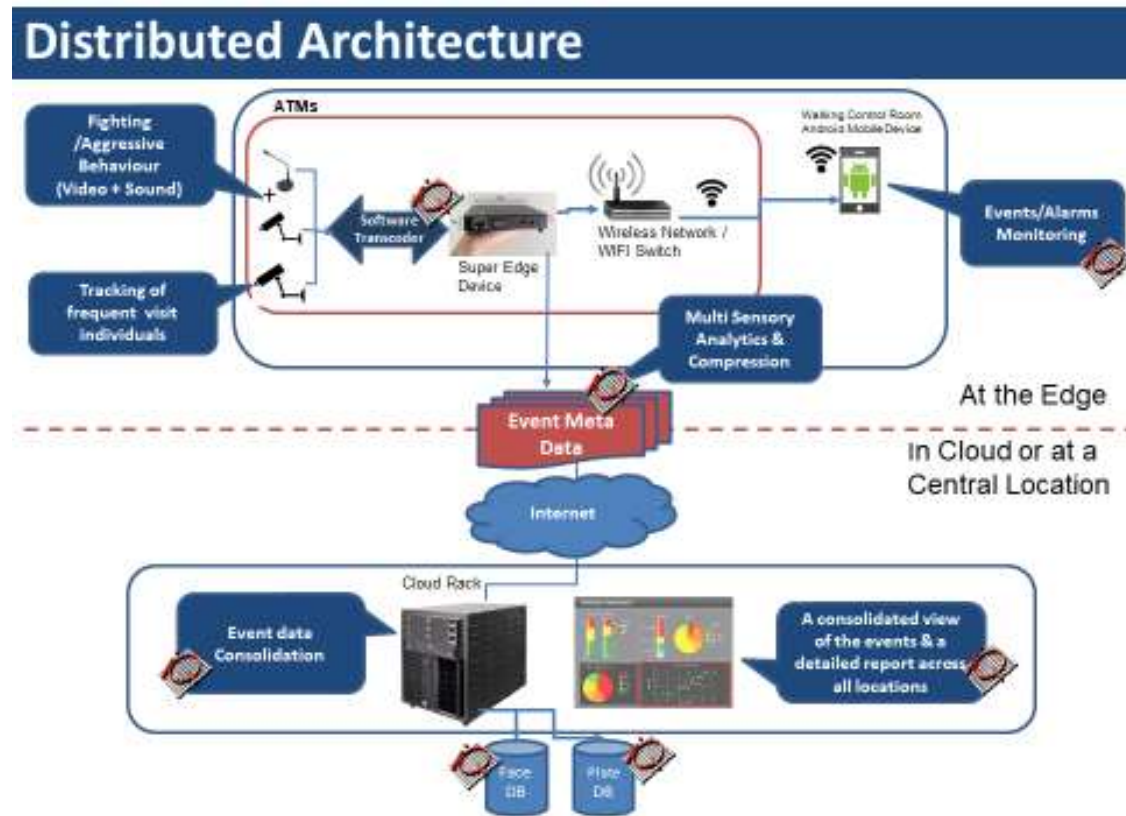 Distributed Architecture
ATMs
Fighting
/Aggressive
Behaviour
(Video + Sound)
+
Tracking of
frequent visit
individuals
Software
Transcoder
Super Edge
Device
Wireless Network /
WIFI Switch
Walking Control Room
Android Mobile Device
Events/Alarms
Monitoring
Multi Sensory
Analytics &
Compression
At the Edge
Event Meta
Data
In Cloud or at a
Central Location
Internet
Cloud Rack
Event data
Consolidation
A consolidated view
of the events & a
detailed report across
all locations
Face
DB
Plate
DB